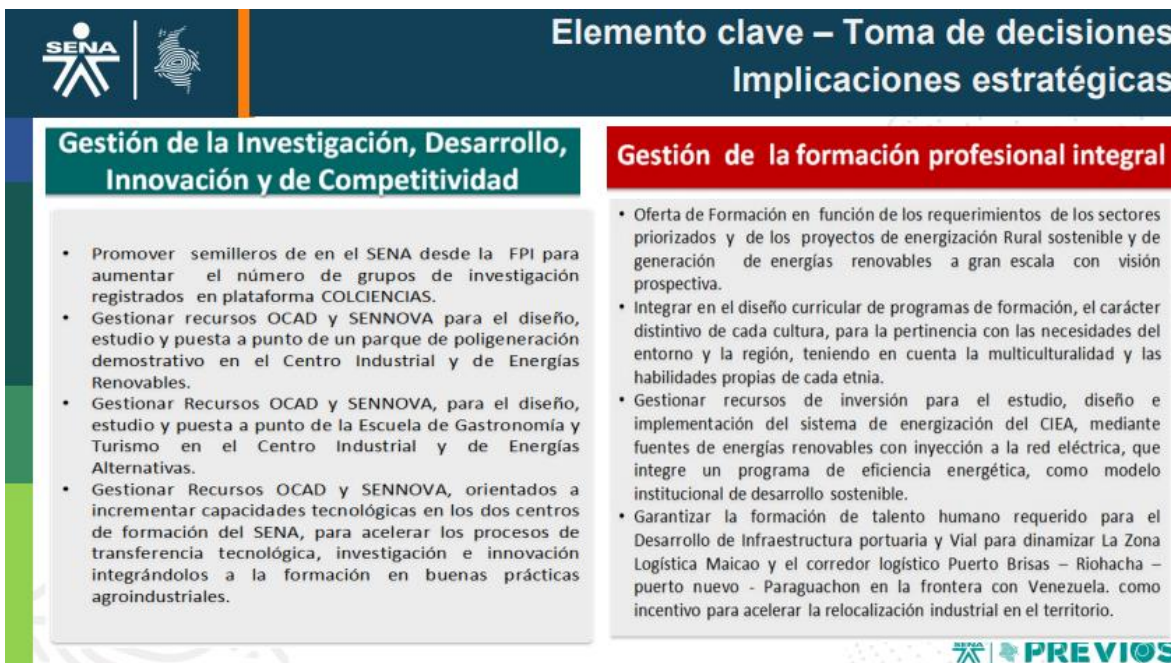 SENA
Elemento clave – Toma de decisiones
Implicaciones estratégicas
Gestión de la Investigación, Desarrollo,
Innovación y de Competitividad
• Promover semilleros de en el SENA desde la FPI para
aumentar el número de grupos de investigación
registrados en plataforma COLCIENCIAS.
• Gestionar recursos OCAD y SENNOVA para el diseño,
estudio y puesta a punto de un parque de poligeneración
demostrativo en el Centro Industrial y de Energías
Renovables.
• Gestionar Recursos OCAD y SENNOVA, para el diseño,
estudio y puesta a punto de la Escuela de Gastronomía y
Turismo en el Centro Industrial y de Energías
Alternativas.
• Gestionar Recursos OCAD y SENNOVA, orientados a
incrementar capacidades tecnológicas en los dos centros
de formación del SENA, para acelerar los procesos de
transferencia tecnológica, investigación e innovación
integrándolos a la formación en buenas prácticas
agroindustriales.
Gestión de la formación profesional integral
• Oferta de Formación en función de los requerimientos de los sectores
priorizados y de los proyectos de energización Rural sostenible y de
generación de energías renovables a gran escala con visión
prospectiva.
• Integrar en el diseño curricular de programas de formación, el carácter
distintivo de cada cultura, para la pertinencia con las necesidades del
entorno y la región, teniendo en cuenta la multiculturalidad y las
habilidades propias de cada etnia.
• Gestionar recursos de inversión para el estudio, diseño e
implementación del sistema de energización del CIEA, mediante
fuentes de energías renovables con inyección a la red eléctrica, que
integre un programa de eficiencia energética, como modelo
institucional de desarrollo sostenible.
• Garantizar la formación de talento humano requerido para el
Desarrollo de Infraestructura portuaria y Vial para dinamizar La Zona
Logística Maicao y el corredor logístico Puerto Brisas – Riohacha –
puerto nuevo - Paraguachon en la frontera con Venezuela. como
incentivo para acelerar la relocalización industrial en el territorio.
SENA PREVIOS